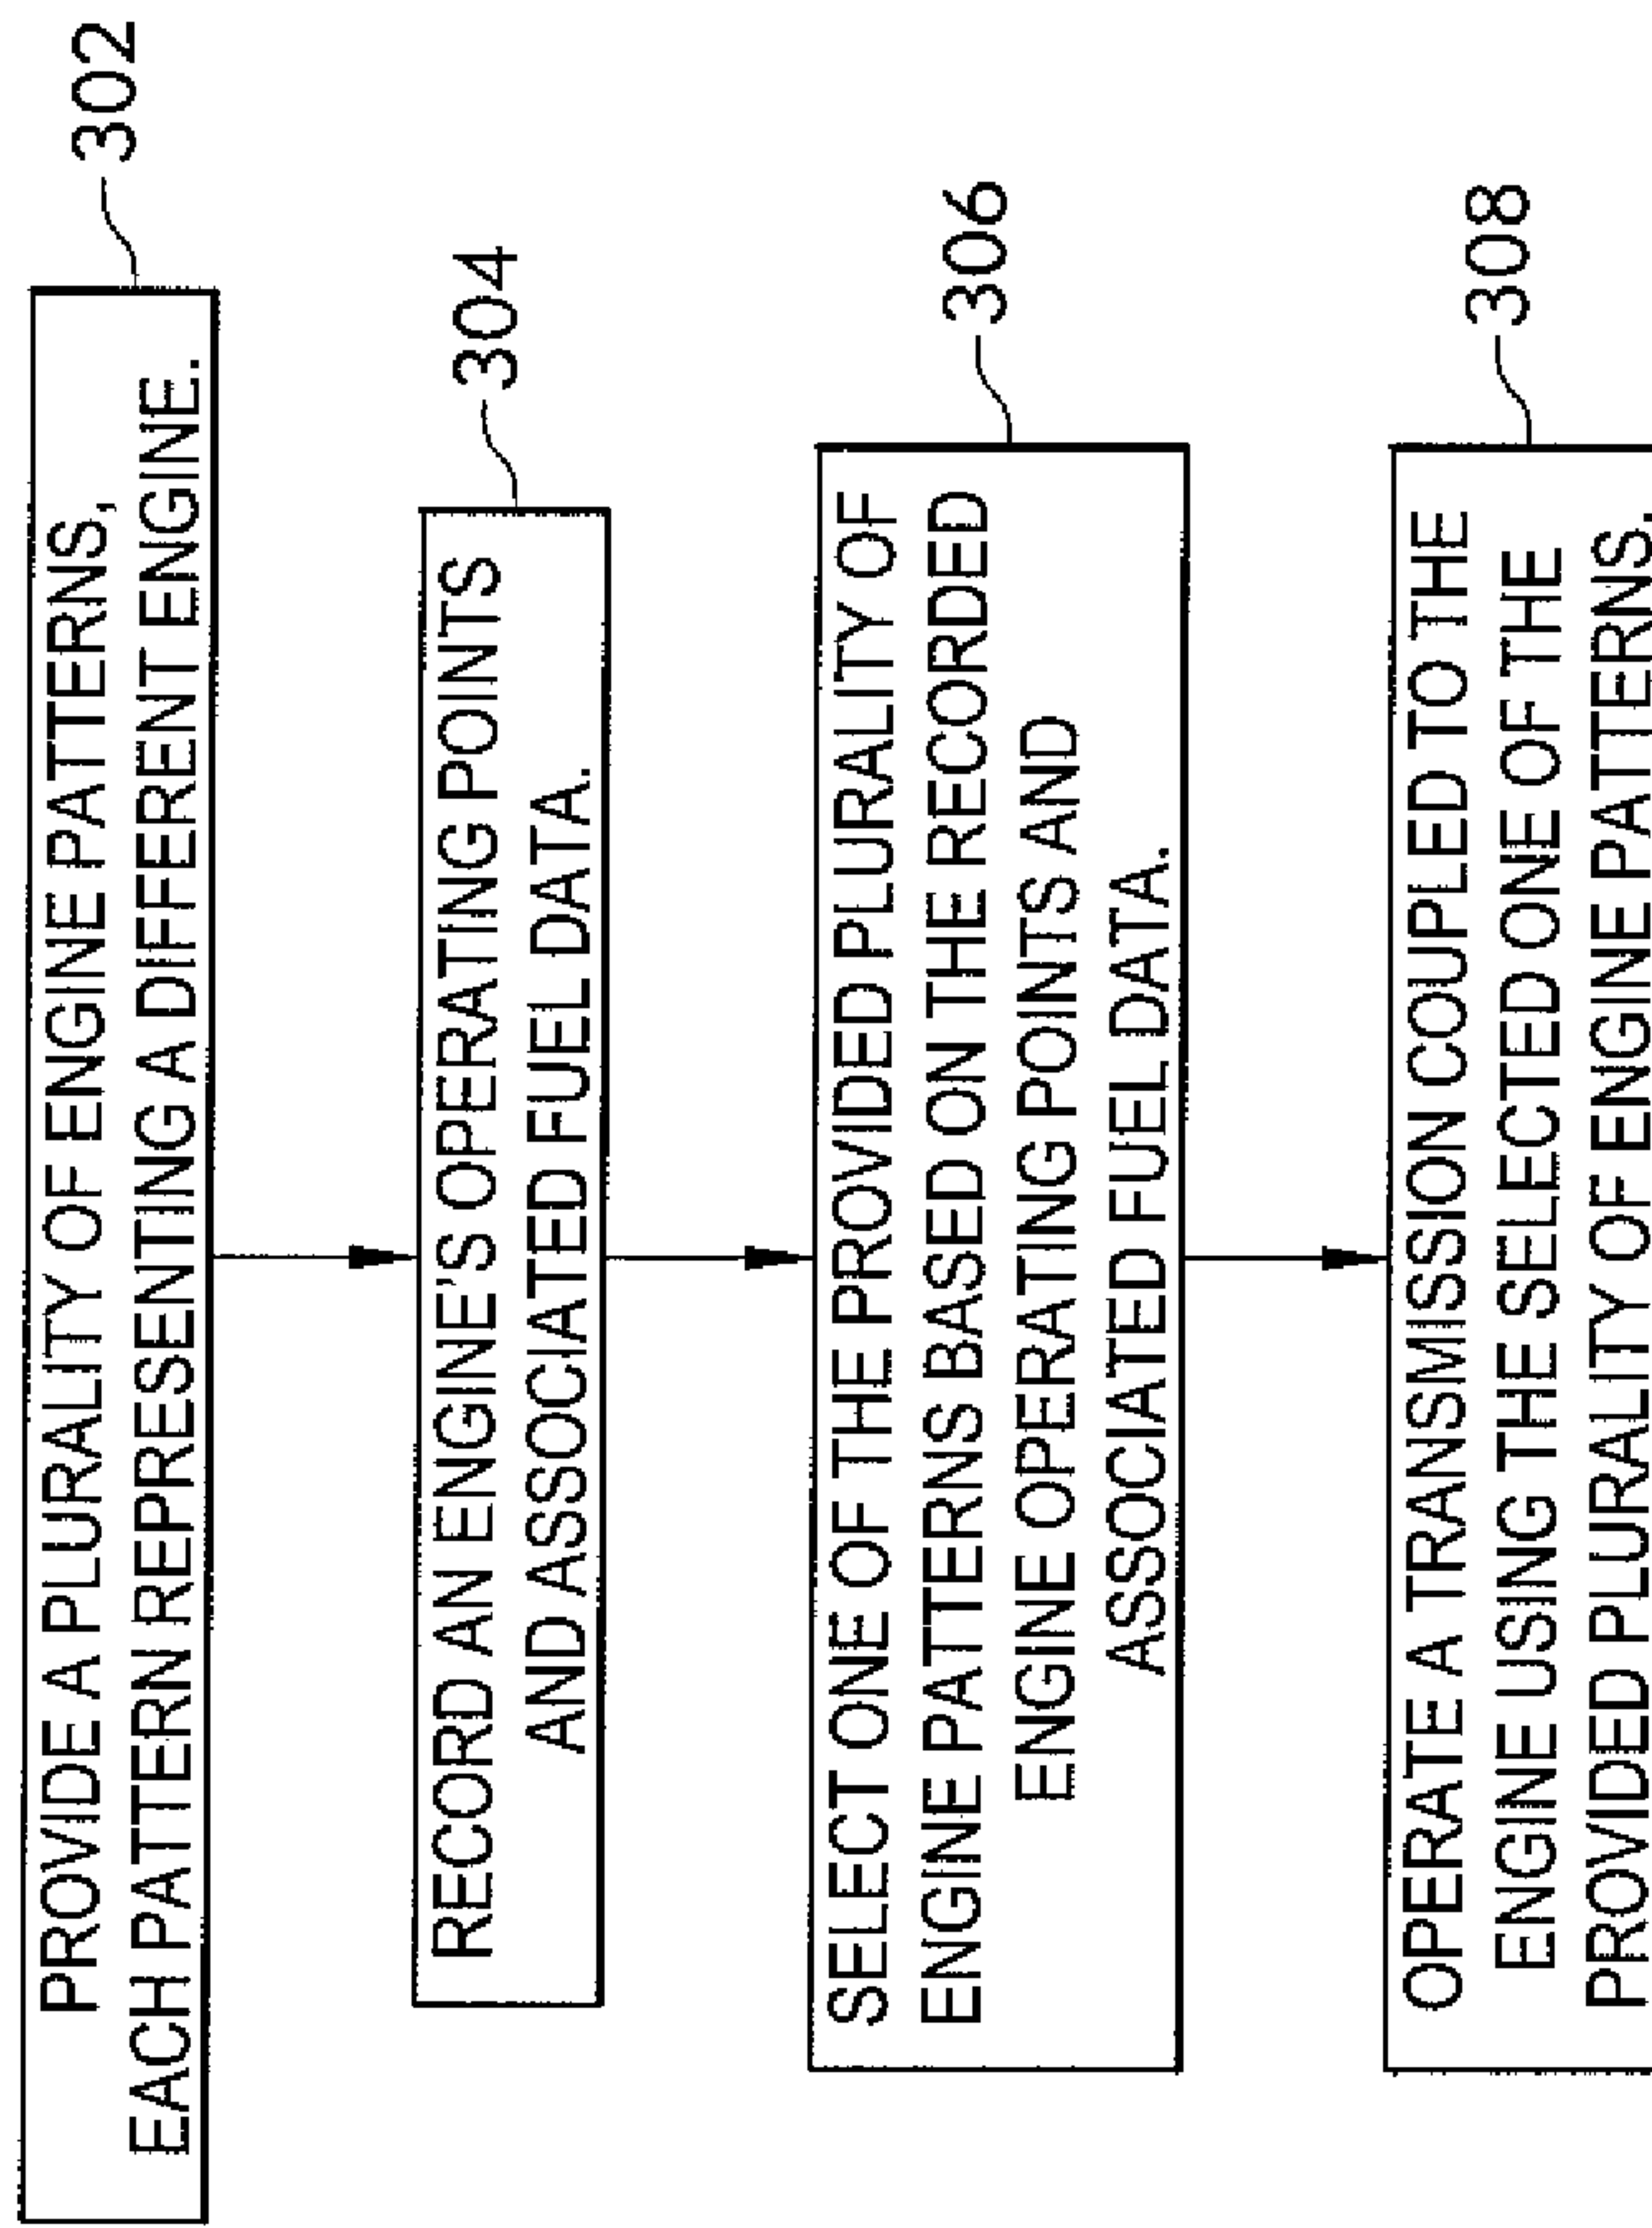 PROVIDE A PLURALITY OF ENGINE PATTERNS,
EACH PATTERN REPRESENTING A DIFFERENT ENGINE.
302
RECORD AN ENGINE'S OPERATING POINTS
AND ASSOCIATED FUEL DATA.
304
SELECT ONE OF THE PROVIDED PLURALITY OF
ENGINE PATTERNS BASED ON THE RECORDED
ENGINE OPERATING POINTS AND
ASSOCIATED FUEL DATA.
306
OPERATE A TRANSMISSION COUPLED TO THE
ENGINE USING THE SELECTED ONE OF THE
PROVIDED PLURALITY OF ENGINE PATTERNS.
308